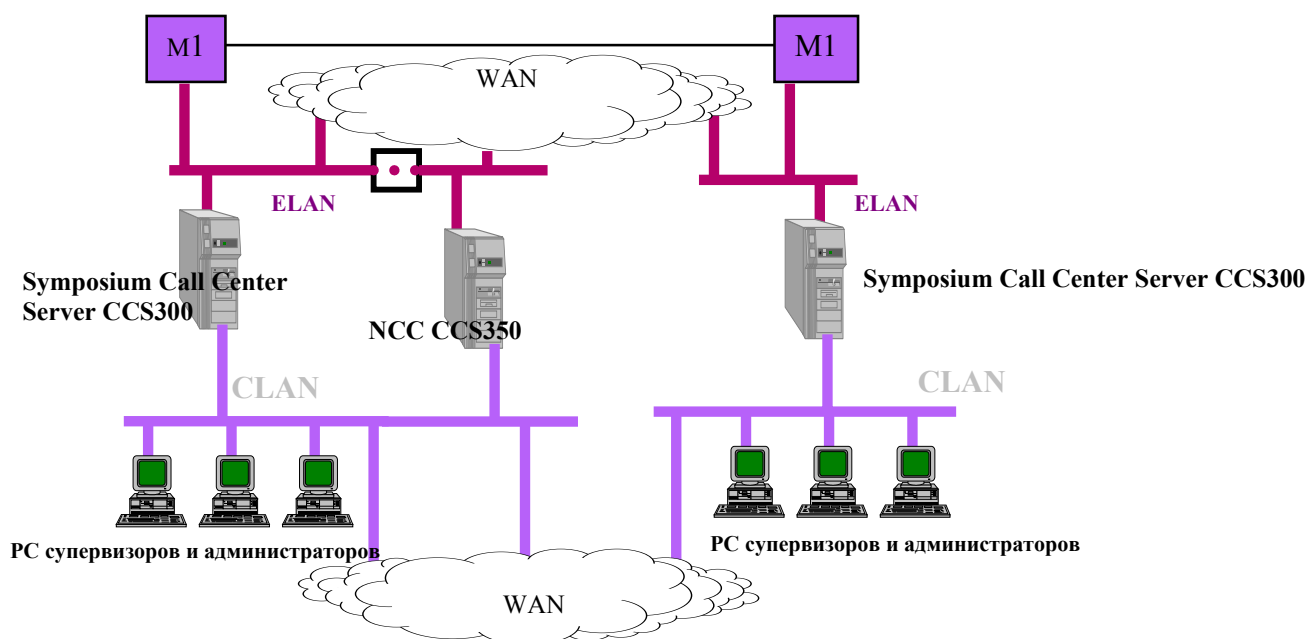 M1
M1
WAN
ELAN
ELAN
Symposium Call Center
Server CCS300
Symposium Call Center Server CCS300
NCC CCS350
CLAN
CLAN
PC супервизоров и администраторов
PC супервизоров и администраторов
WAN